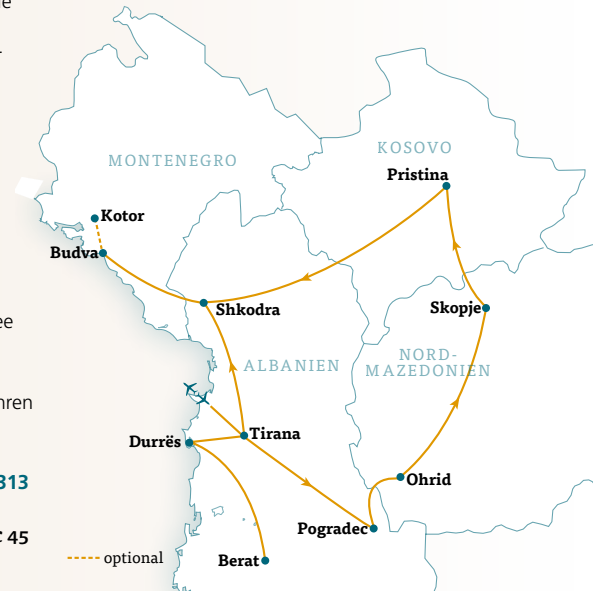 MONTENEGRO
KOSOVO
Pristina
Kotor
Budva
Shkodra
Skopje
ee
ALBANIEN
NORD-
MAZEDONIEN
hren
Durrës
Tirana
313
Ohrid
Pogradec
45
optional
Berat